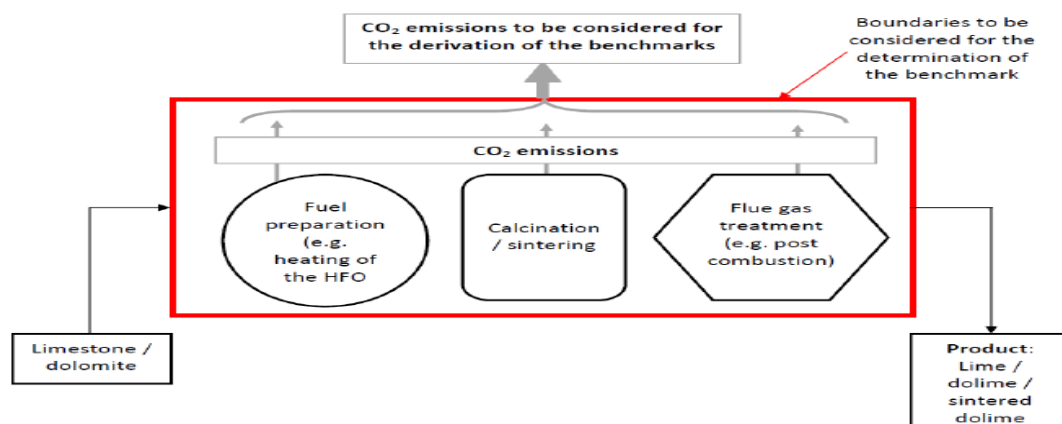 CO₂ emissions to be considered for
the derivation of the benchmarks
Boundaries to be
considered for the
determination of
the benchmark
CO₂ emissions
Fuel
preparation
(e.g.
heating of
the HFO
Calcination
/ sintering
Flue gas
treatment
(e.g. post
combustion)
Limestone /
dolomite
Product:
Lime /
dolime /
sintered
dolime